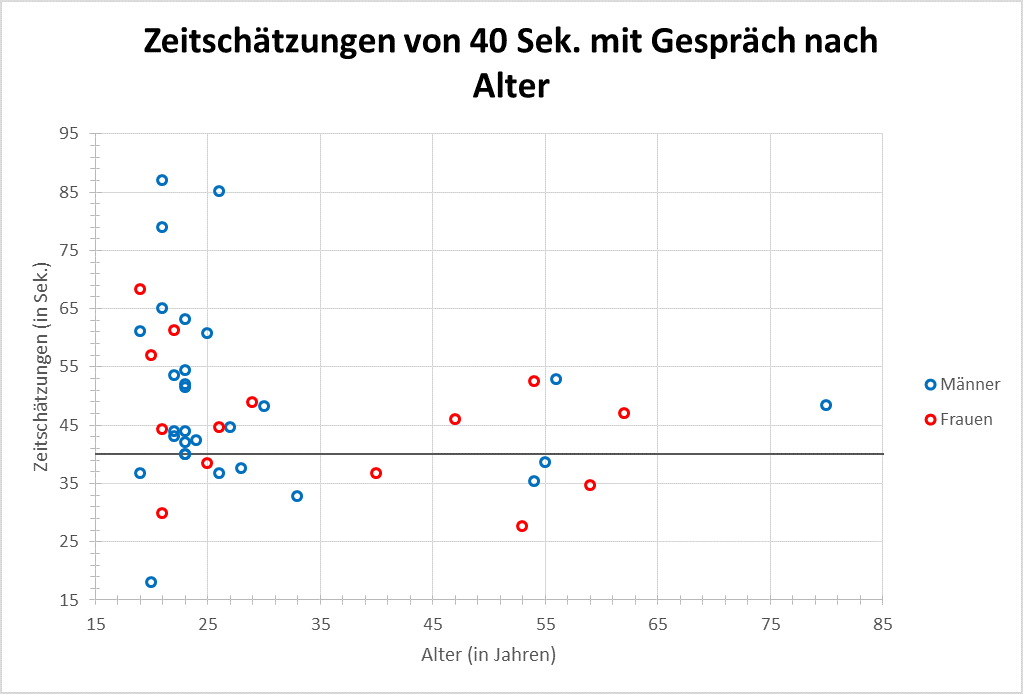 Zeitschätzungen von 40 Sek. mit Gespräch nach
Alter
Zeitschätzungen (in Sek.)
95
85
75
65
55
45
35
25
15
15 25 35 45 55 65 75 85
Alter (in Jahren)
Männer
Frauen